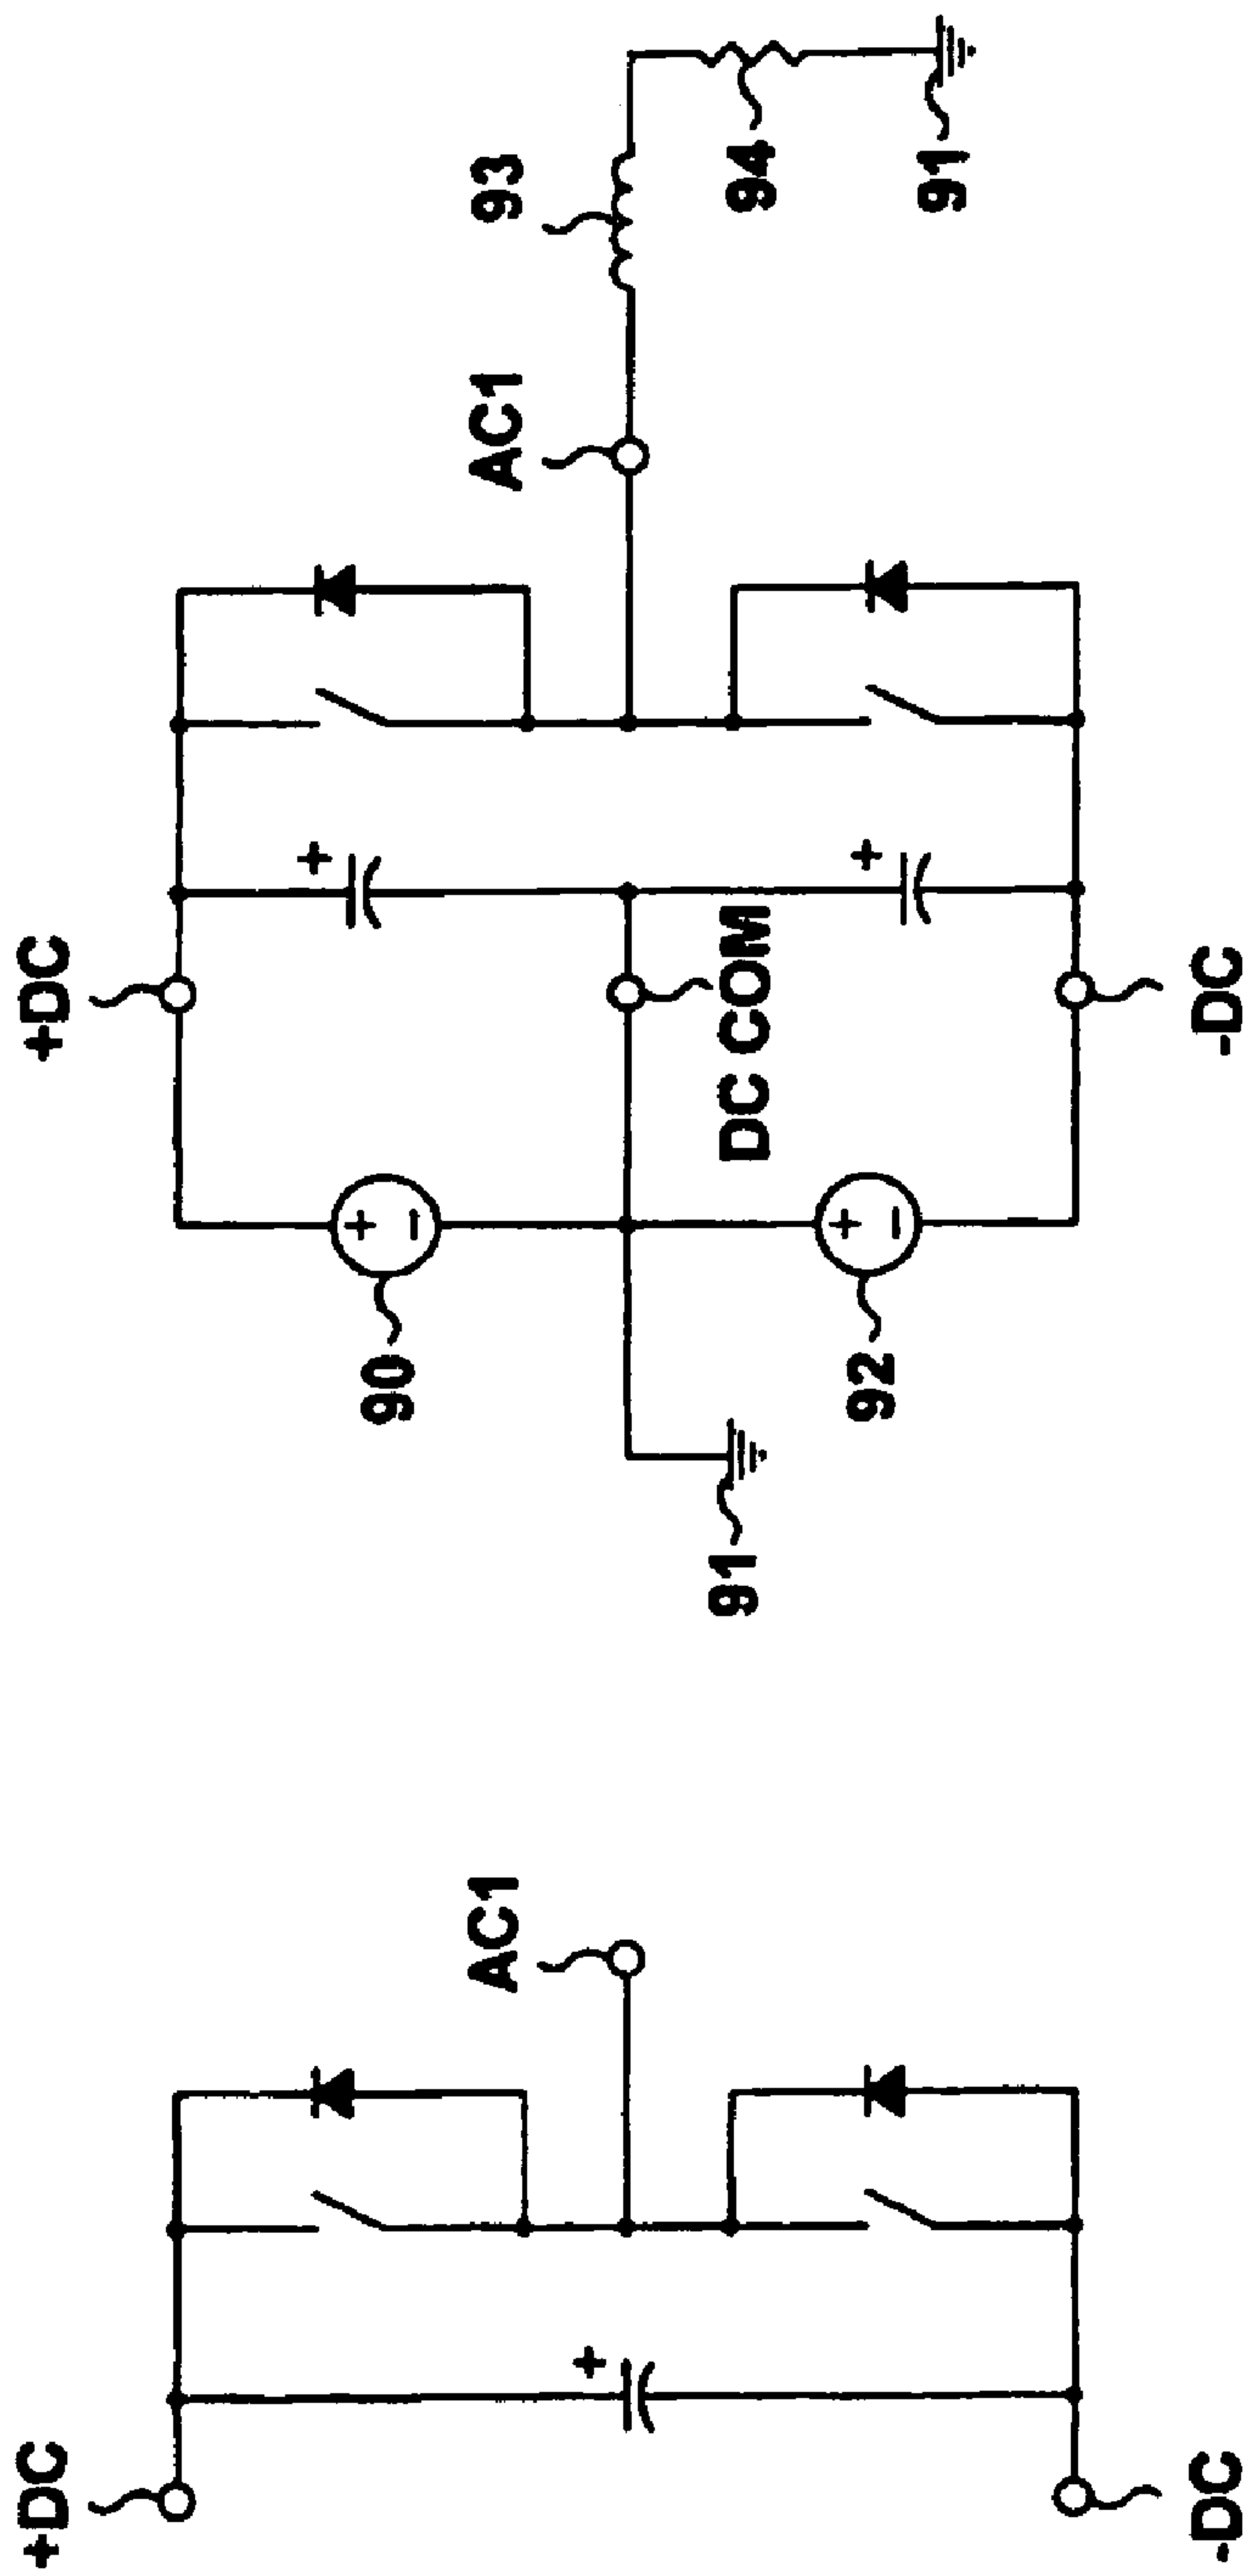 +DC
AC1
-DC
+
+DC
DC COM
-DC
AC1
90
91
92
93
94
91
+
-
+
-
+
+